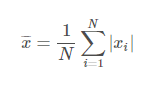 x̅ = 1/N ∑_{i=1}^{N} |x_i|